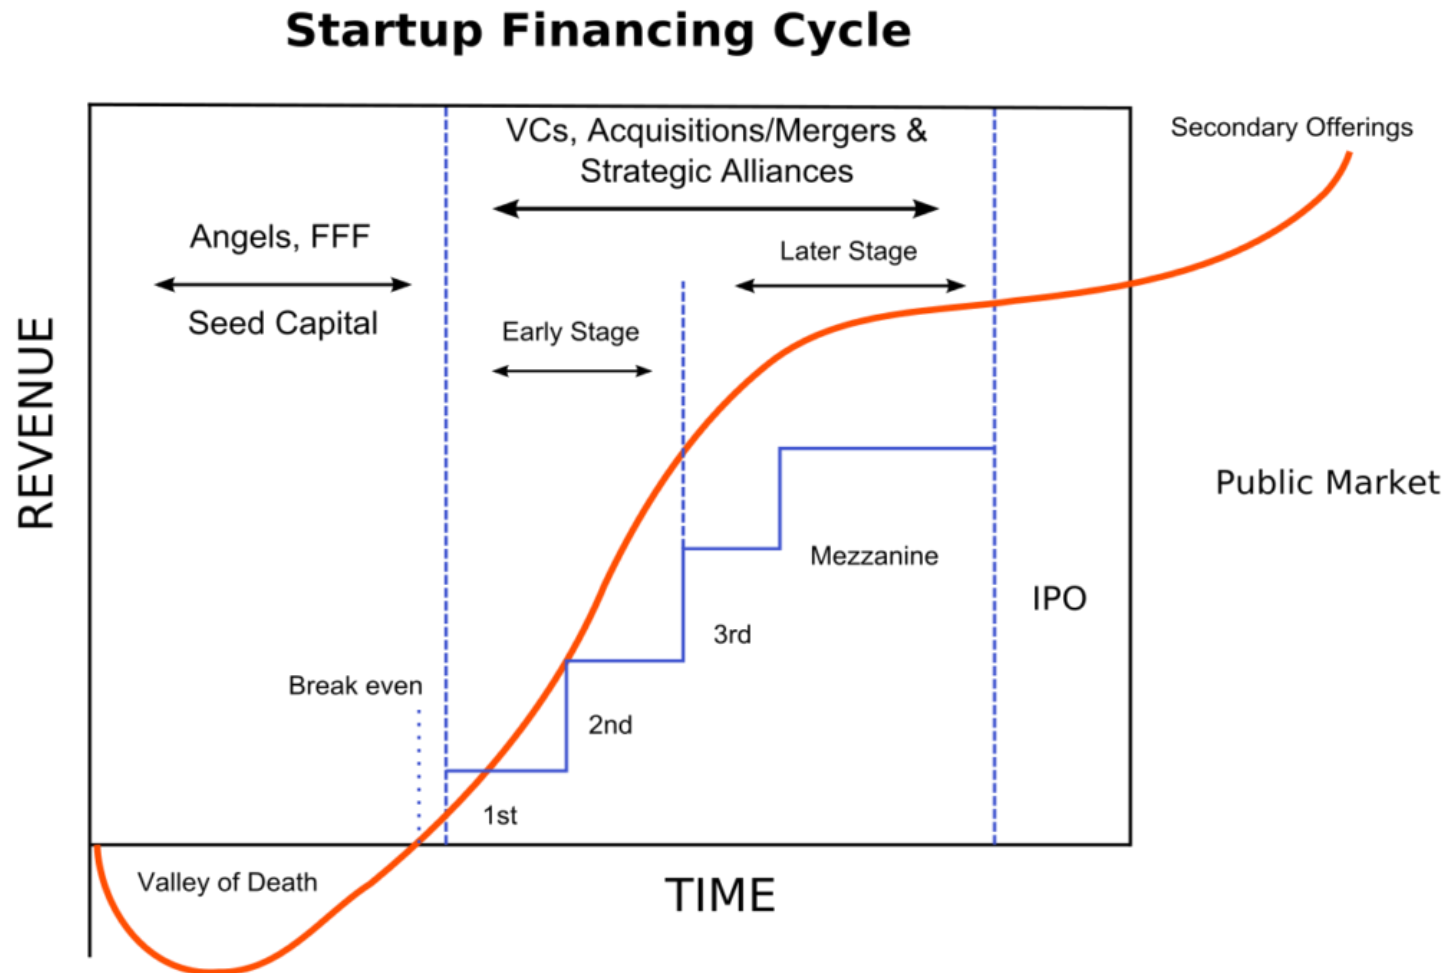 Startup Financing Cycle
VCs, Acquisitions/Mergers &
Strategic Alliances
Secondary Offerings
Angels, FFF
Seed Capital
Later Stage
Early Stage
REVENUE
Public Market
Mezzanine
IPO
3rd
Break even
2nd
1st
Valley of Death
TIME